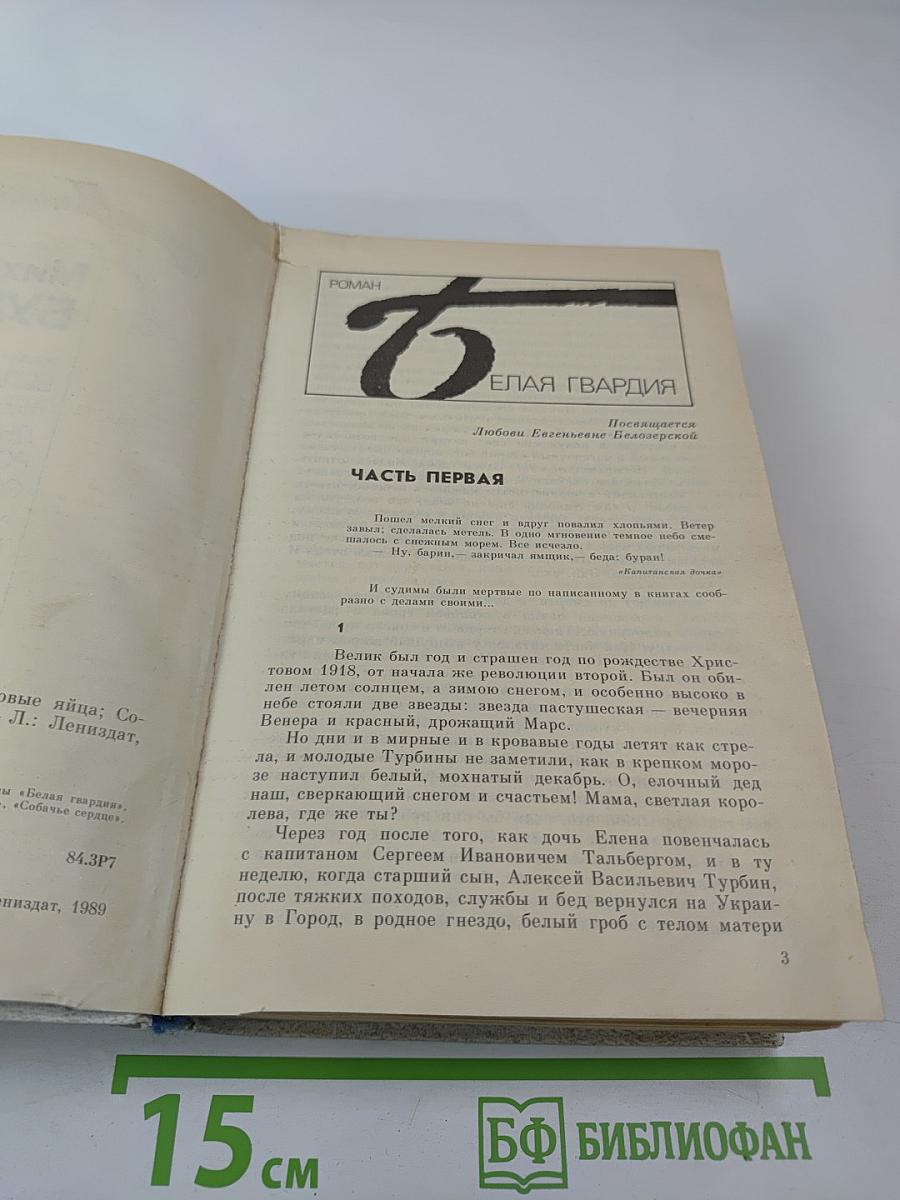 овые яйца; Со-
Л.: Лениздат,
ы «Белая гвардия»,
«Собачье сердце».
84.3Р7
ениздат, 1989
РОМАН
БЕЛАЯ ГВАРДИЯ
Посвящается
Любови Евгеньевне Белозерской
ЧАСТЬ ПЕРВАЯ
Пошел мелкий снег и вдруг повалил хлопьями. Ветер
завыл; сделалась метель. В одно мгновение темное небо сме-
шалось с снежным морем. Все исчезло.
— Ну, барин,— закричал ямщик,— беда: буран!
«Капитанская дочка»
И судимы были мертвые по написанному в книгах сооб-
разно с делами своими...
1
Велик был год и страшен год по рождестве Хрис-
товом 1918, от начала же революции второй. Был он оби-
лен летом солнцем, а зимою снегом, и особенно высоко в
небе стояли две звезды: звезда пастушеская — вечерняя
Венера и красный, дрожащий Марс.
Но дни и в мирные и в кровавые годы летят как стре-
ла, и молодые Турбины не заметили, как в крепком моро-
зе наступил белый, мохнатый декабрь. О, елочный дед
наш, сверкающий снегом и счастьем! Мама, светлая коро-
лева, где же ты?
Через год после того, как дочь Елена повенчалась
с капитаном Сергеем Ивановичем Тальбергом, и в ту
неделю, когда старший сын, Алексей Васильевич Турбин,
после тяжких походов, службы и бед вернулся на Украи-
ну в Город, в родное гнездо, белый гроб с телом матери
3
15 см
БФ БИБЛИОФАН